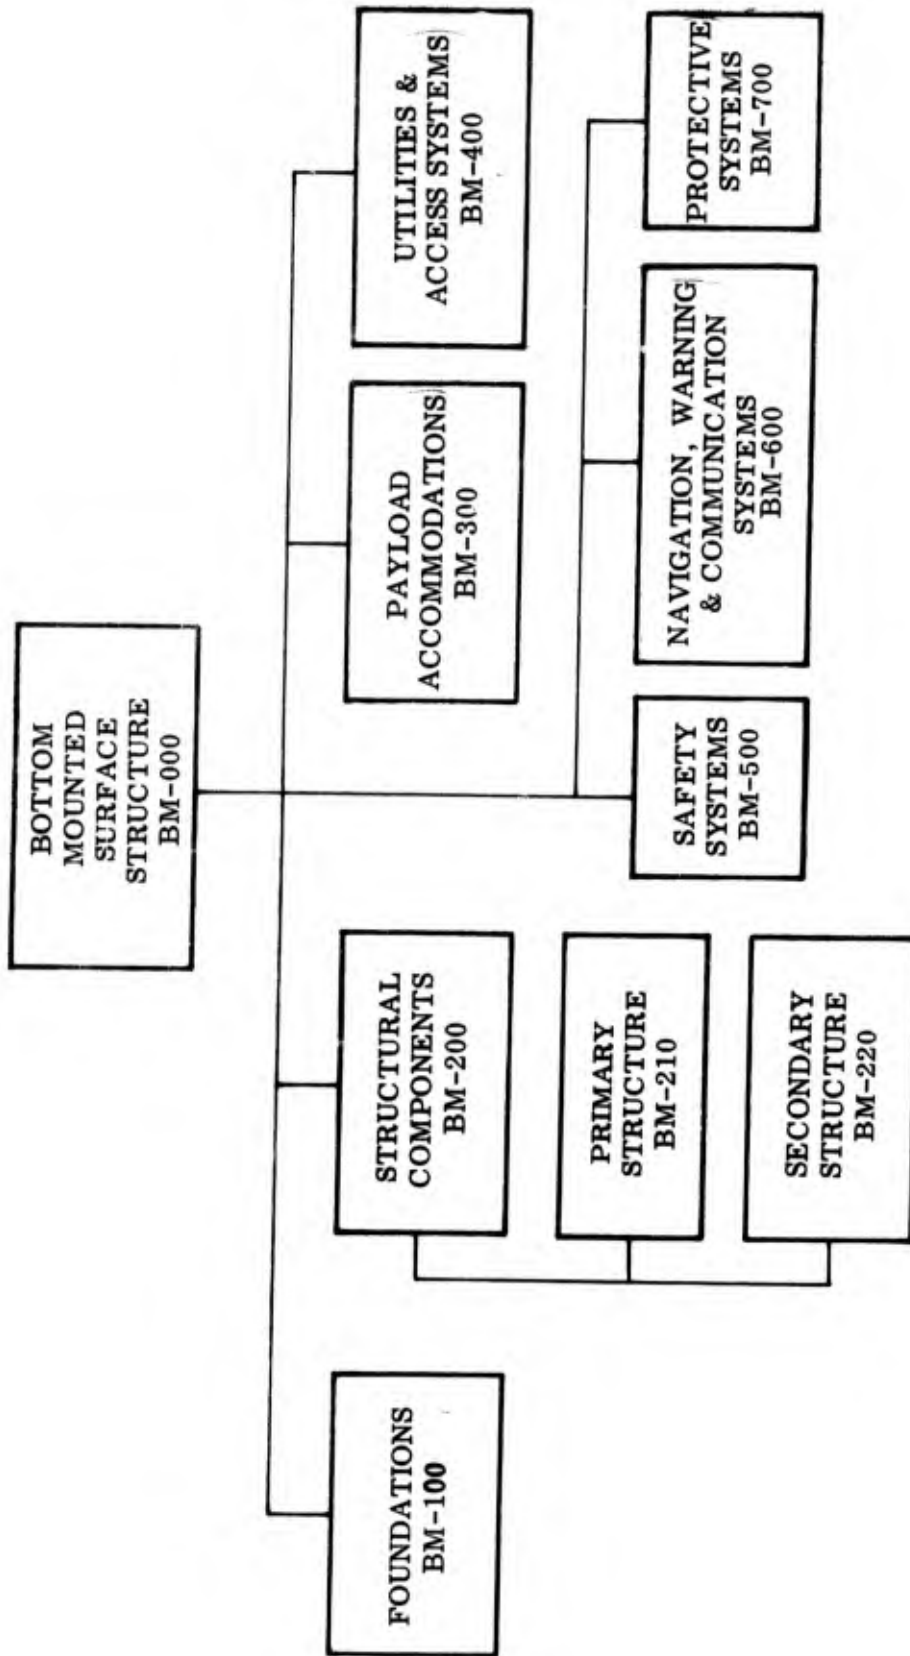 BOTTOM
MOUNTED
SURFACE
STRUCTURE
BM-000
FOUNDATIONS
BM-100
STRUCTURAL
COMPONENTS
BM-200
PAYLOAD
ACCOMMODATIONS
BM-300
UTILITIES &
ACCESS SYSTEMS
BM-400
PRIMARY
STRUCTURE
BM-210
SECONDARY
STRUCTURE
BM-220
SAFETY
SYSTEMS
BM-500
NAVIGATION, WARNING
& COMMUNICATION
SYSTEMS
BM-600
PROTECTIVE
SYSTEMS
BM-700